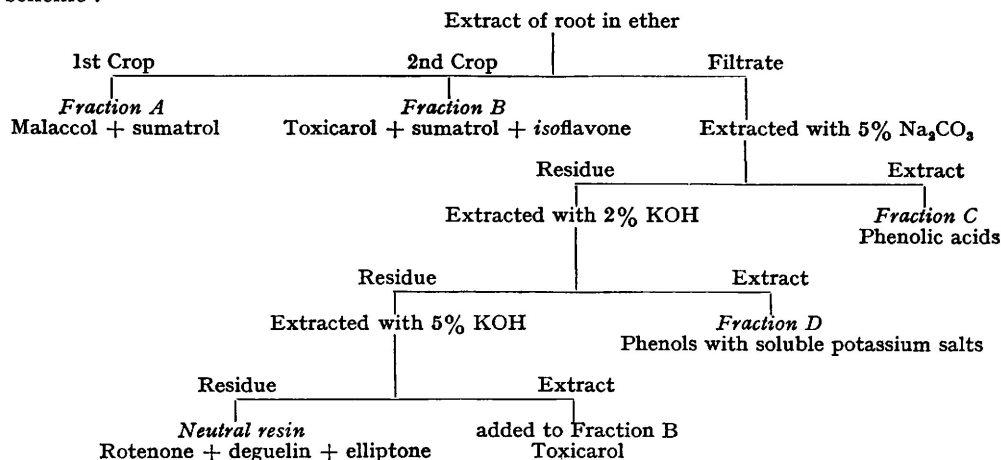 scheme :
Extract of root in ether
1st Crop 2nd Crop Filtrate
Fraction A Fraction B
Malaccol + sumatrol Toxicarol + sumatrol + isoflavone Extracted with 5% Na₂CO₃
Residue Extract
Extracted with 2% KOH Fraction C
Phenolic acids
Residue Extract
Extracted with 5% KOH Fraction D
Phenols with soluble potassium salts
Residue Extract
Neutral resin added to Fraction B
Rotenone + deguelin + elliptone Toxicarol